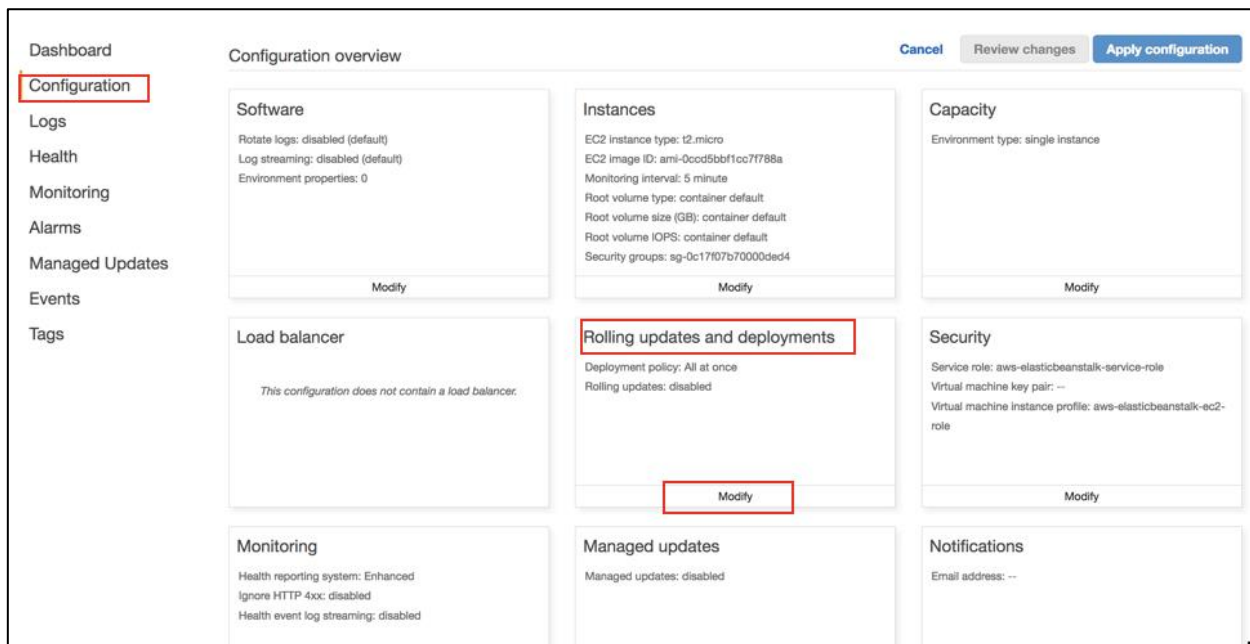 Dashboard
Configuration
Logs
Health
Monitoring
Alarms
Managed Updates
Events
Tags
Configuration overview
Cancel
Review changes
Apply configuration
Software
Rotate logs: disabled (default)
Log streaming: disabled (default)
Environment properties: 0
Modify
Instances
EC2 instance type: t2.micro
EC2 image ID: ami-0ccd5bbf1cc7f788a
Monitoring interval: 5 minute
Root volume type: container default
Root volume size (GB): container default
Root volume IOPS: container default
Security groups: sg-0c17f07b70000ded4
Modify
Capacity
Environment type: single instance
Modify
Load balancer
This configuration does not contain a load balancer.
Rolling updates and deployments
Deployment policy: All at once
Rolling updates: disabled
Modify
Security
Service role: aws-elasticbeanstalk-service-role
Virtual machine key pair: --
Virtual machine instance profile: aws-elasticbeanstalk-ec2-
role
Modify
Monitoring
Health reporting system: Enhanced
Ignore HTTP 4xx: disabled
Health event log streaming: disabled
Managed updates
Managed updates: disabled
Notifications
Email address: --